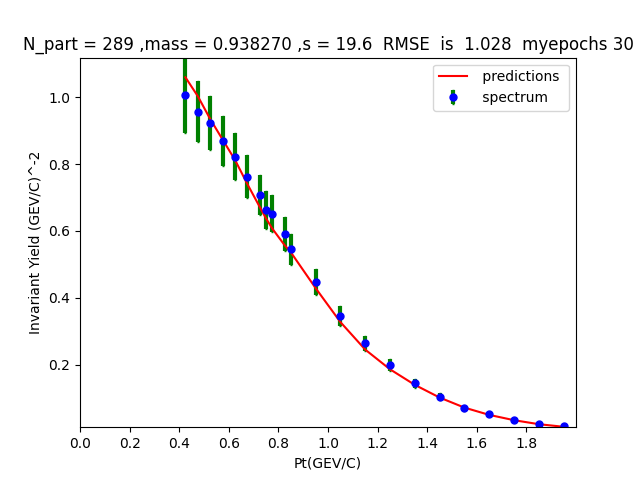 N_part = 289 ,mass = 0.938270 ,s = 19.6  RMSE  is  1.028  myepochs 30
predictions
spectrum
Invariant Yield (GEV/C)^-2
1.0
0.8
0.6
0.4
0.2
0.0 0.2 0.4 0.6 0.8 1.0 1.2 1.4 1.6 1.8
Pt(GEV/C)